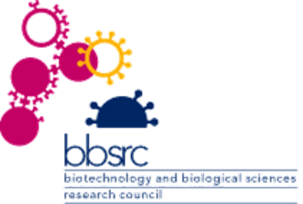 bbsrc
biotechnology and biological sciences
research council